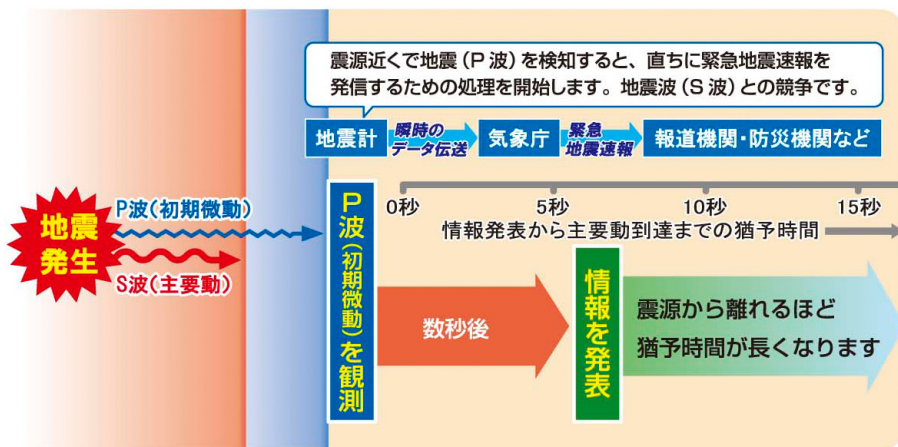 震源近くで地震(P波)を検知すると、直ちに緊急地震速報を
発信するための処理を開始します。地震波(S波)との競争です。
地震計
瞬時の
データ伝送
気象庁
緊急
地震速報
報道機関・防災機関など
地震
発生
P波(初期微動)
S波(主要動)
P波(初期微動)を観測
0秒
5秒
10秒
15秒
情報発表から主要動到達までの猶予時間
数秒後
情報を発表
震源から離れるほど
猶予時間が長くなります